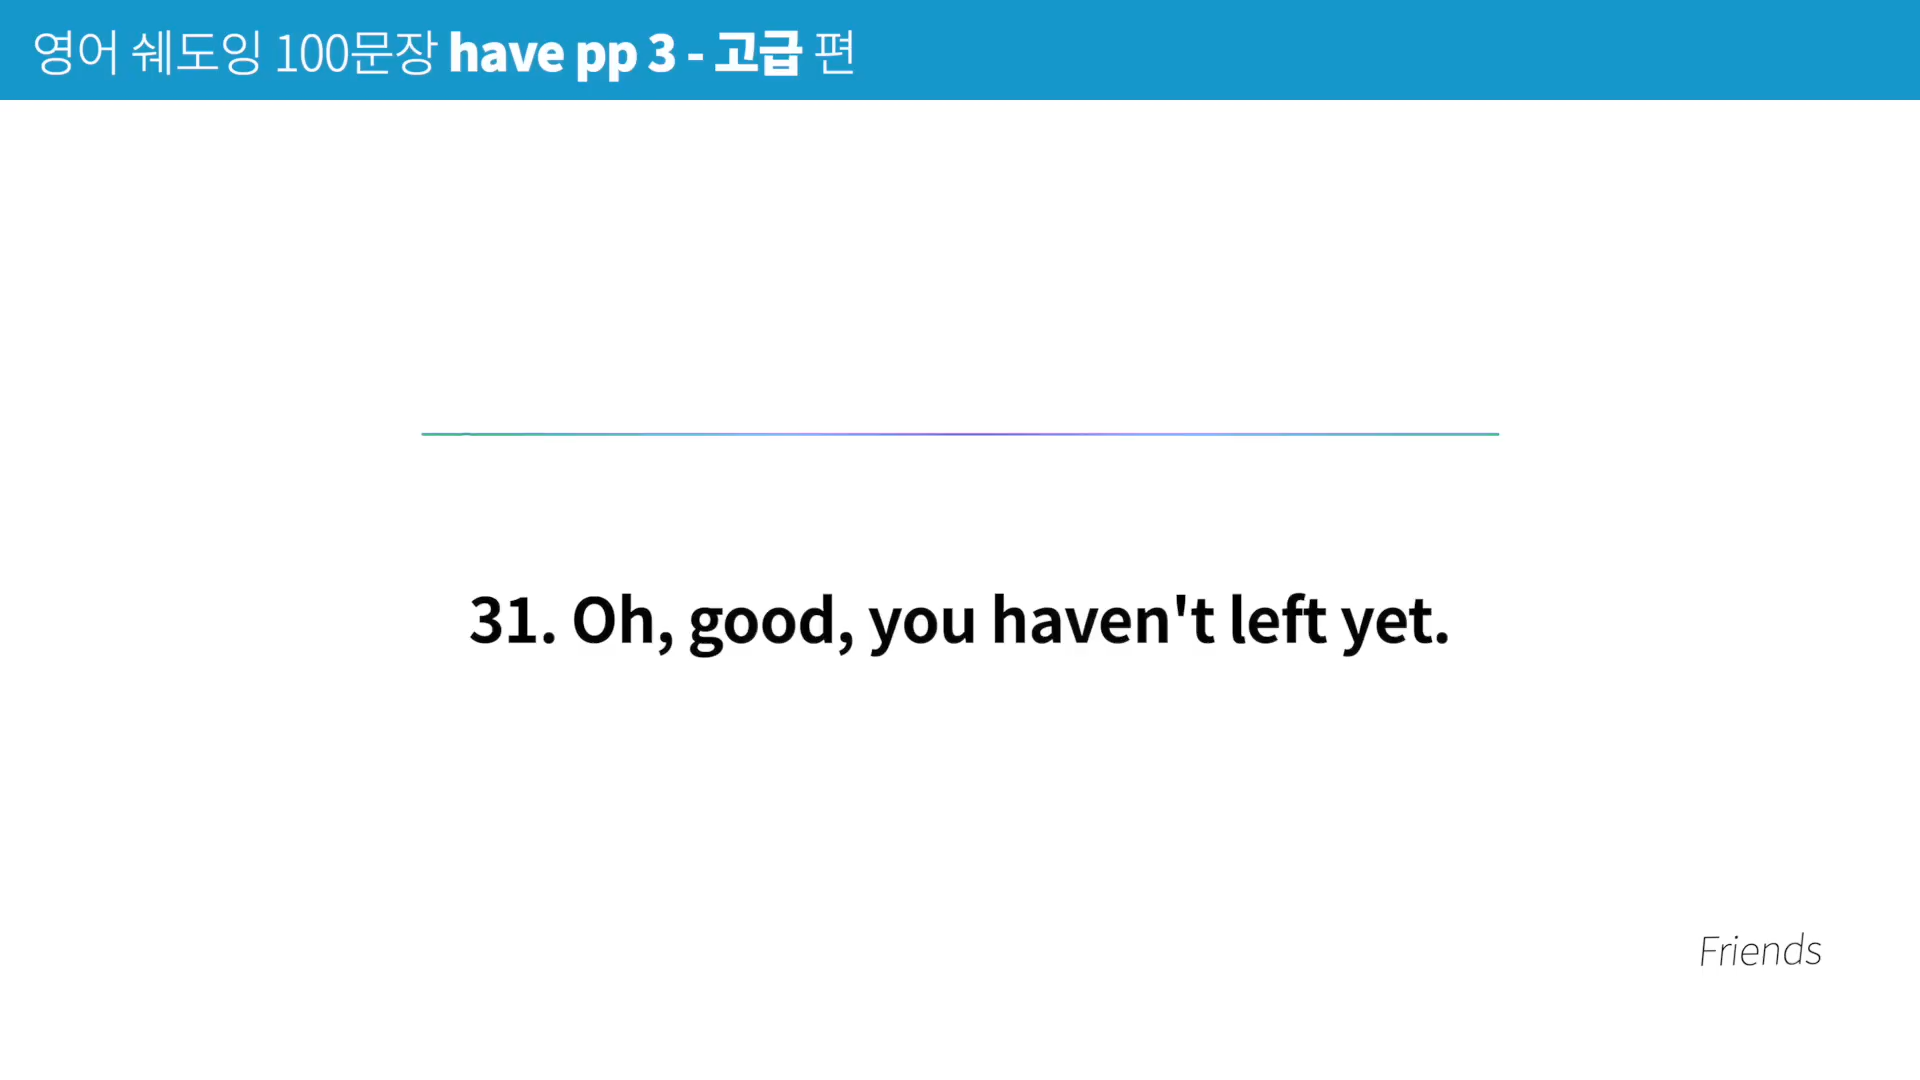 영어 쉐도잉 100문장 have pp 3 - 고급 편
31. Oh, good, you haven't left yet.
Friends